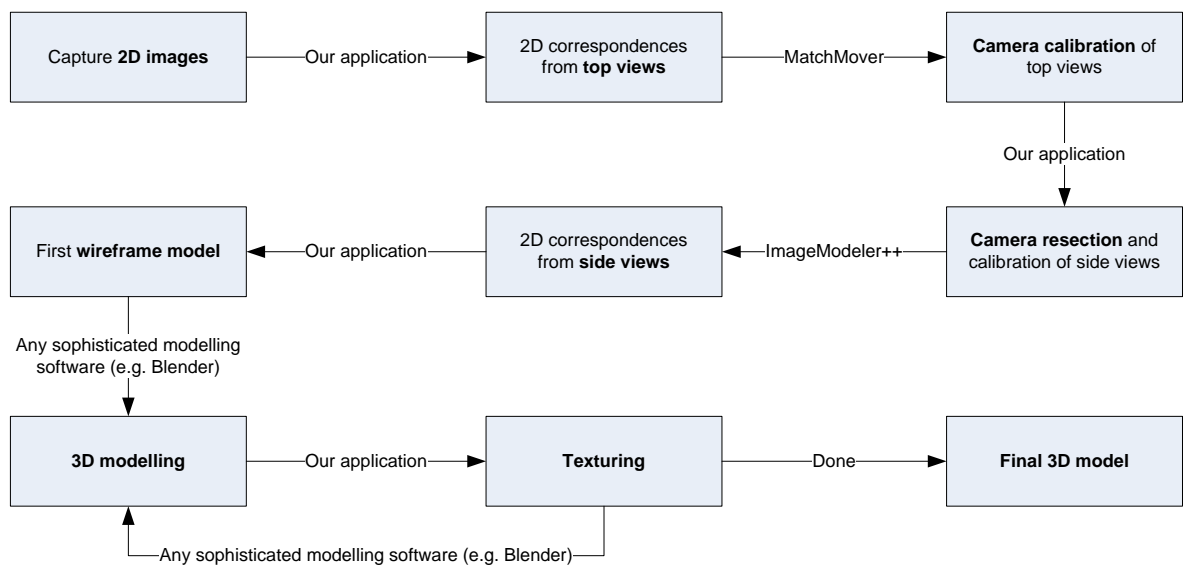 Capture 2D images
Our application
2D correspondences
from top views
MatchMover
Camera calibration of
top views
Our application
Camera resection and
calibration of side views
ImageModeler++
2D correspondences
from side views
Our application
First wireframe model
Any sophisticated modelling
software (e.g. Blender)
3D modelling
Our application
Texturing
Done
Final 3D model
Any sophisticated modelling software (e.g. Blender)